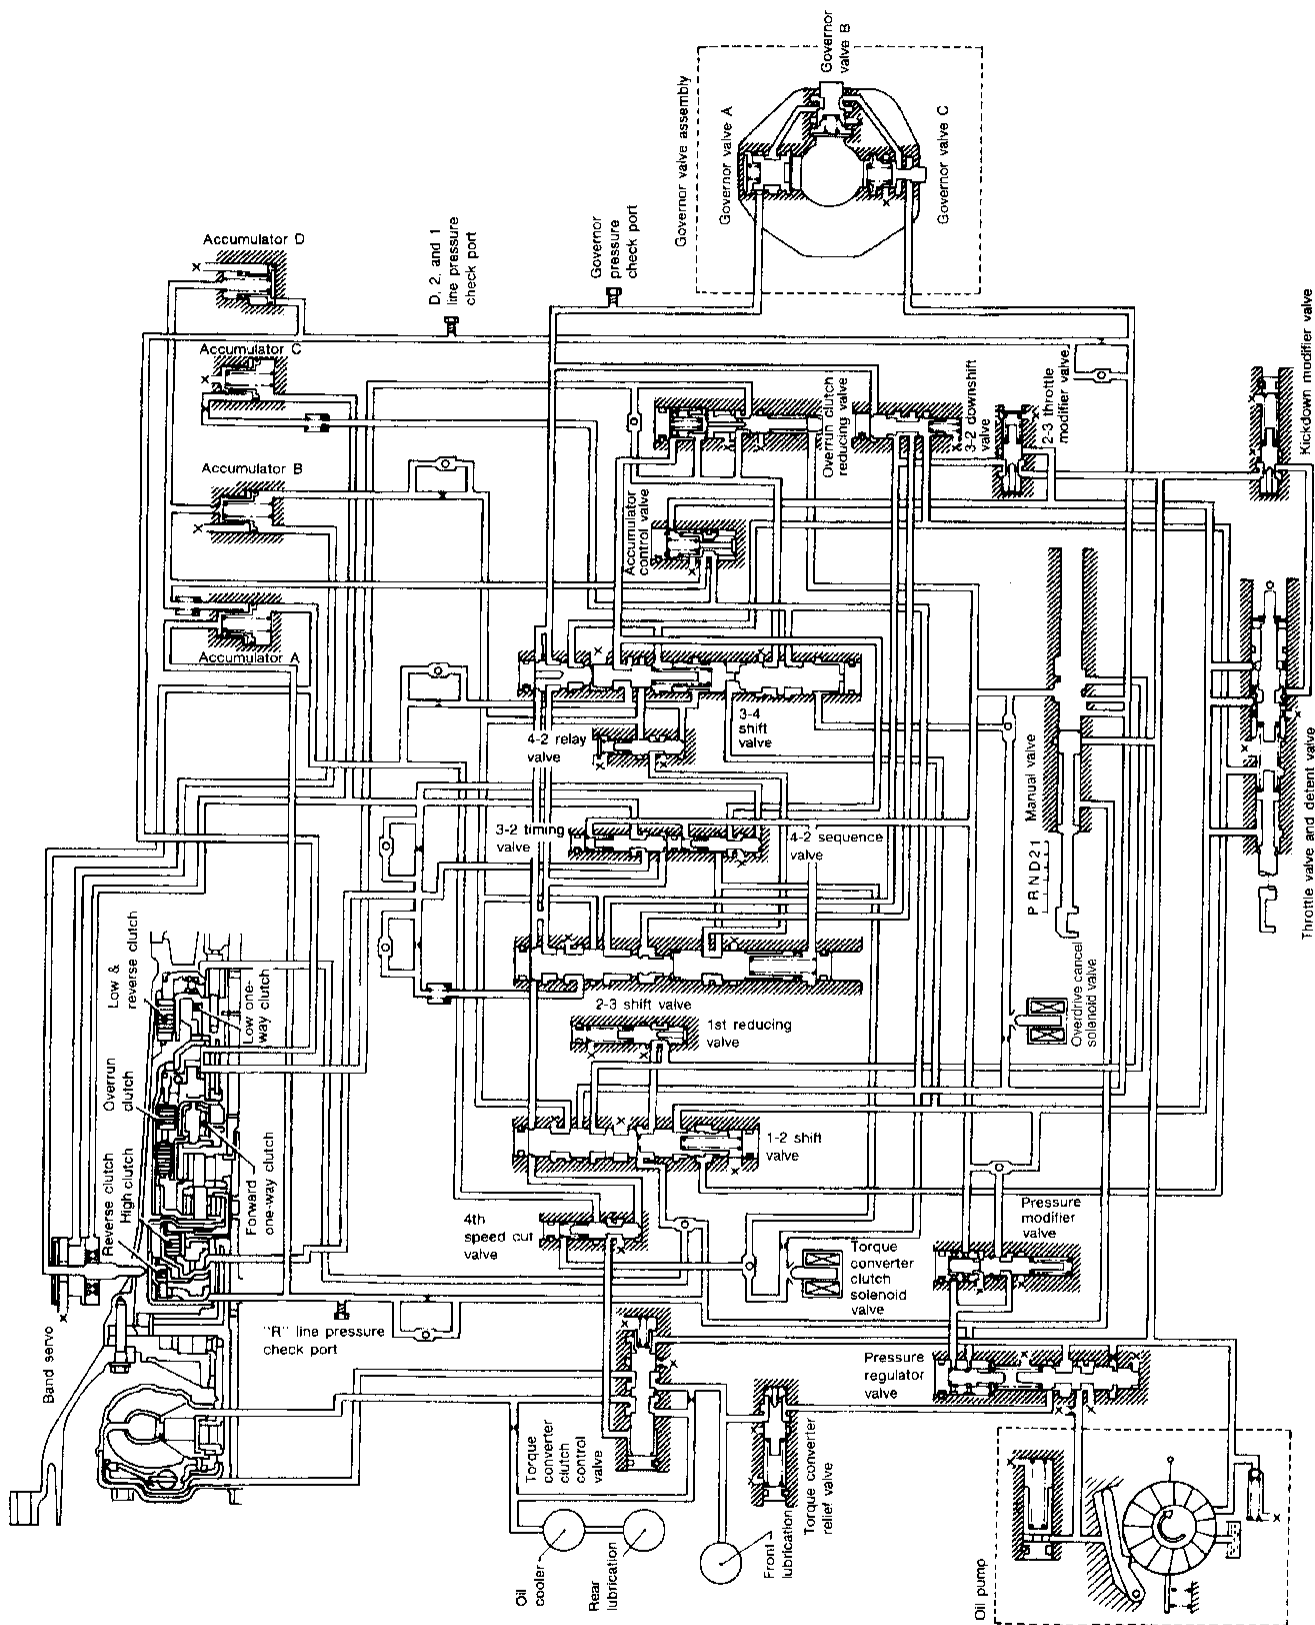 Governor
valve B
Governor valve assembly
Governor valve A
Governor valve C
Accumulator D
D, 2, and 1
line pressure
check port
Governor
pressure
check port
Accumulator C
Accumulator B
Accumulator A
Overrun clutch
reducing valve
3-2 downshift
valve
2-3 throttle
modifier valve
Kickdown modifier valve
Accumulator
control valve
3-4
shift
valve
4-2 relay
valve
3-2 timing
valve
4-2 sequence
valve
Manual valve
P R N D 2 1
Throttle valve and detent valve
Low &
reverse clutch
Low one-
way clutch
Overrun
clutch
Forward
one-way clutch
High clutch
Reverse clutch
2-3 shift valve
1st reducing
valve
Overdrive cancel
solenoid valve
1-2 shift
valve
4th
speed cut
valve
Torque
converter
clutch
solenoid
valve
Pressure
modifier
valve
Band servo
"R" line pressure
check port
Pressure
regulator
valve
Torque
converter
clutch
control
valve
Torque converter
relief valve
Oil
cooler
Rear
lubrication
Front
lubrication
Oil pump